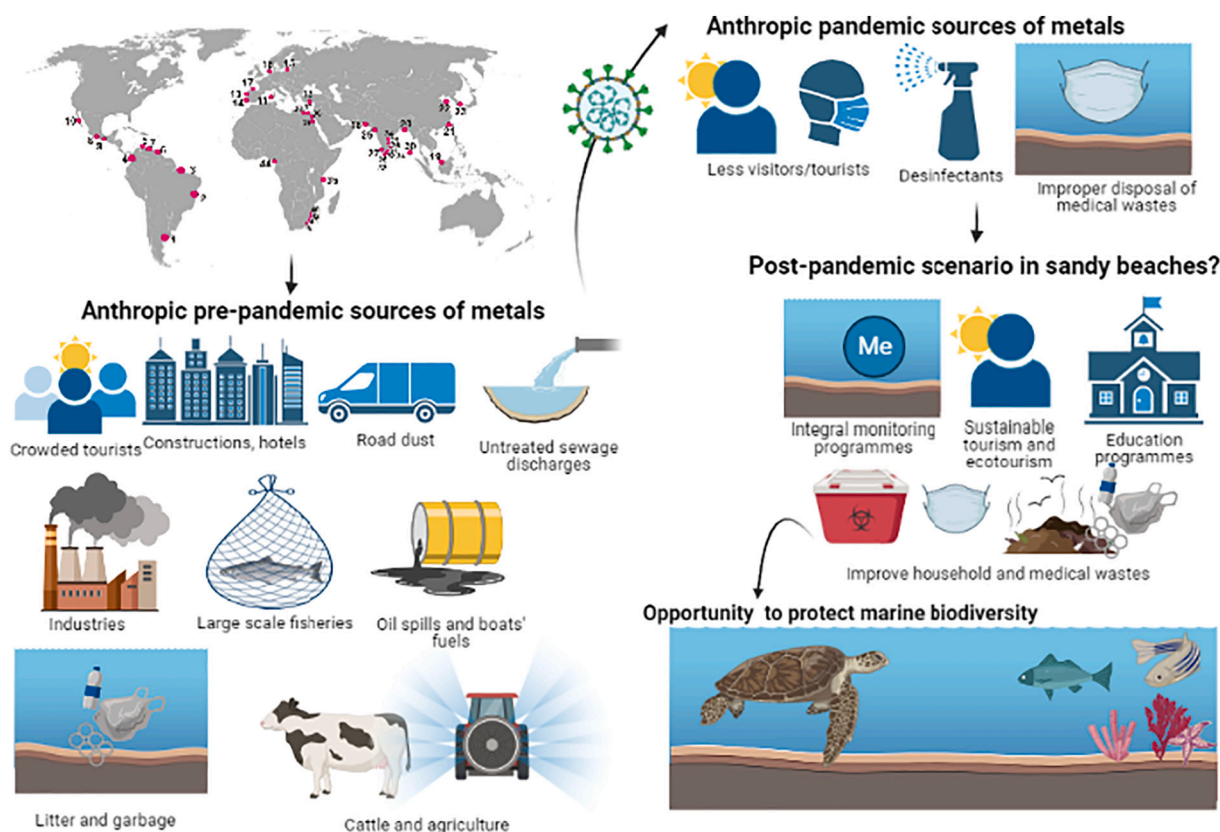 Anthropic pandemic sources of metals
Less visitors/tourists
Desinfectants
Improper disposal of
medical wastes
Post-pandemic scenario in sandy beaches?
Me
Integral monitoring
programmes
Sustainable
tourism and
ecotourism
Education
programmes
Improve household and medical wastes
Opportunity to protect marine biodiversity
Anthropic pre-pandemic sources of metals
Crowded tourists
Constructions, hotels
Road dust
Untreated sewage
discharges
Industries
Large scale fisheries
Oil spills and boats'
fuels
Litter and garbage
Cattle and agriculture